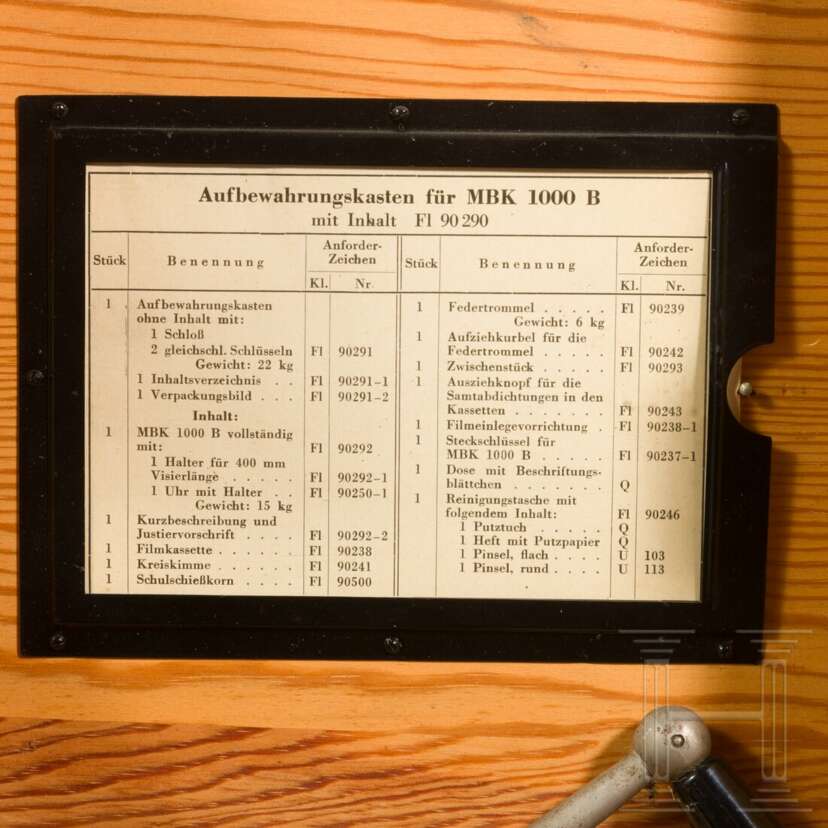 Aufbewahrungskasten für MBK 1000 B
mit Inhalt Fl 90 290
Stück Benennung Anforder-Zeichen Kl. Nr.
1 Aufbewahrungskasten
ohne Inhalt mit:
1 Schloß
2 gleichschl. Schlüsseln Fl 90291
Gewicht: 22 kg
1 Inhaltsverzeichnis . . Fl 90291-1
1 Verpackungsbild . . . Fl 90291-2
Inhalt:
1 MBK 1000 B vollständig
mit: Fl 90292
1 Halter für 400 mm
Visierlänge . . . . . Fl 90292-1
1 Uhr mit Halter . . Fl 90250-1
Gewicht: 15 kg
1 Kurzbeschreibung und
Justiervorschrift . . . . Fl 90292-2
1 Filmkassette . . . . . . Fl 90238
1 Kreiskimme . . . . . . Fl 90241
1 Schulschießkorn . . . . Fl 90500
Stück Benennung Anforder-Zeichen Kl. Nr.
1 Federtrommel . . . . . Fl 90239
Gewicht: 6 kg
1 Aufziehkurbel für die
Federtrommel . . . . . Fl 90242
1 Zwischenstück . . . . . Fl 90293
1 Ausziehknopf für die
Samtabdichtungen in den
Kassetten . . . . . . . Fl 90243
1 Filmeinlegevorrichtung . Fl 90238-1
1 Steckschlüssel für
MBK 1000 B . . . . . Fl 90237-1
1 Dose mit Beschriftungs-
blättchen . . . . . . . Q
1 Reinigungstasche mit
folgendem Inhalt: Fl 90246
1 Putztuch . . . . . Q
1 Heft mit Putzpapier Q
1 Pinsel, flach . . . . U 103
1 Pinsel, rund . . . . U 113